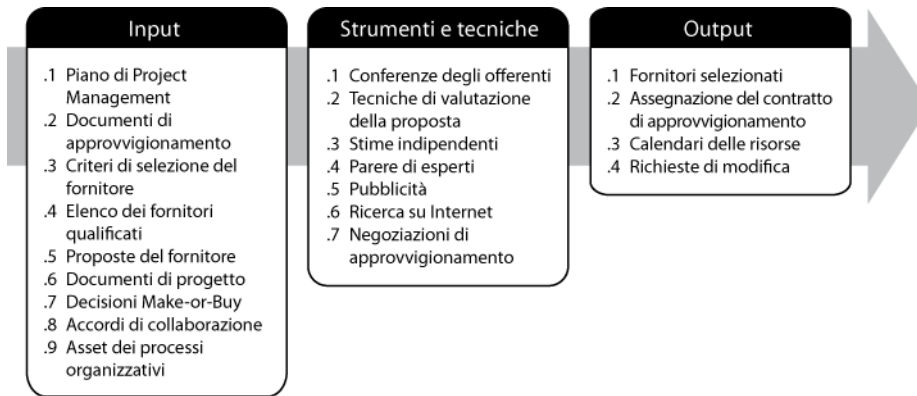 Input
.1 Piano di Project
Management
.2 Documenti di
approvvigionamento
.3 Criteri di selezione del
fornitore
.4 Elenco dei fornitori
qualificati
.5 Proposte del fornitore
.6 Documenti di progetto
.7 Decisioni Make-or-Buy
.8 Accordi di collaborazione
.9 Asset dei processi
organizzativi
Strumenti e tecniche
.1 Conferenze degli offerenti
.2 Tecniche di valutazione
della proposta
.3 Stime indipendenti
.4 Parere di esperti
.5 Pubblicità
.6 Ricerca su Internet
.7 Negoziazioni di
approvvigionamento
Output
.1 Fornitori selezionati
.2 Assegnazione del contratto
di approvvigionamento
.3 Calendari delle risorse
.4 Richieste di modifica